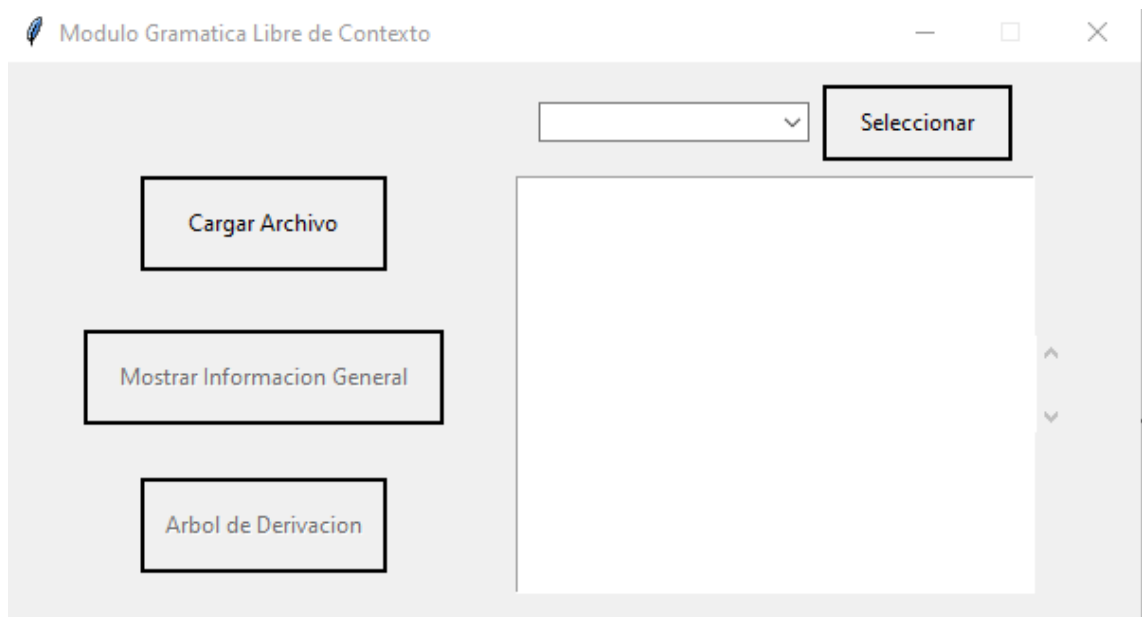 Modulo Gramatica Libre de Contexto
Seleccionar
Cargar Archivo
Mostrar Informacion General
Arbol de Derivacion